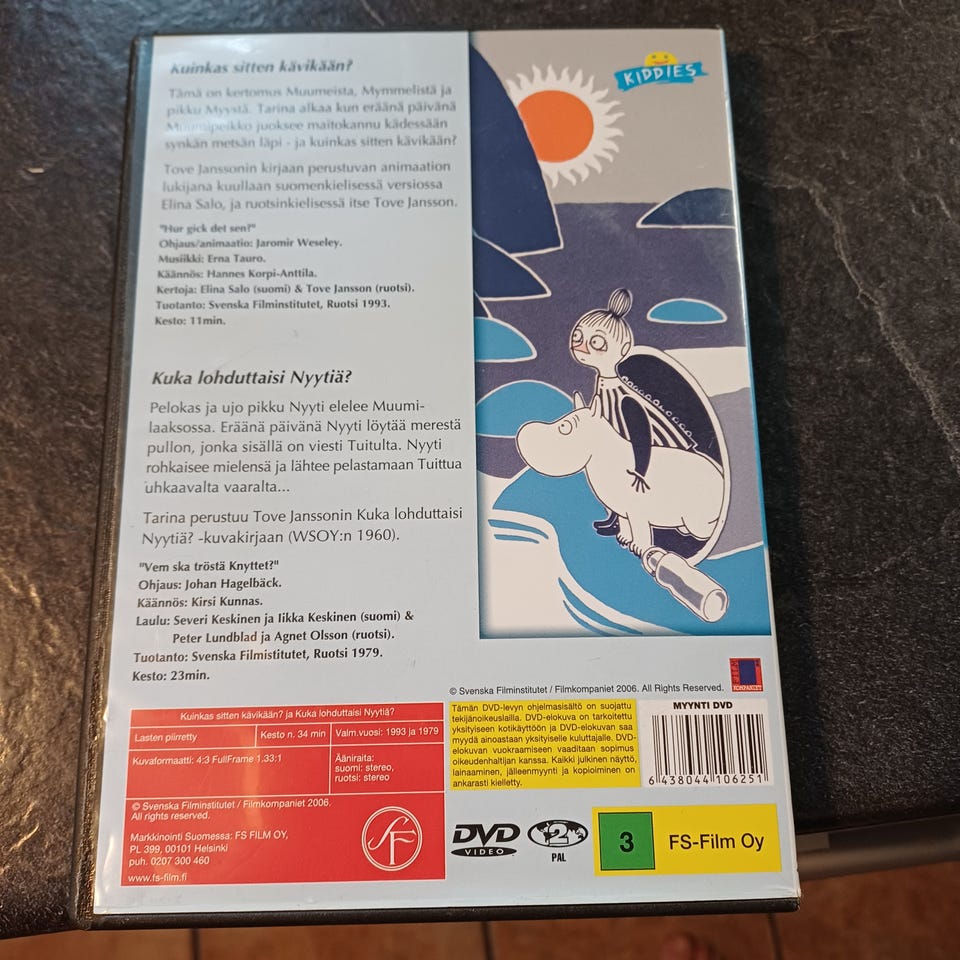 Kuinkas sitten kävikään?
Tämä on kertomus Muumeista, Mymmelistä ja
pikku Myystä. Tarina alkaa kun eräänä päivänä
Muumipeikko juoksee maitokannu kädessään
synkän metsän läpi - ja kuinkas sitten kävikään?
Tove Janssonin kirjaan perustuvan animaation
lukijana kuullaan suomenkielisessä versiossa
Elina Salo, ja ruotsinkielisessä itse Tove Jansson.
"Hur gick det sen?"
Ohjaus/animaatio: Jaromir Weseley.
Musiikki: Erna Tauro.
Käännös: Hannes Korpi-Anttila.
Kertoja: Elina Salo (suomi) & Tove Jansson (ruotsi).
Tuotanto: Svenska Filminstitutet, Ruotsi 1993.
Kesto: 11min.
Kuka lohduttaisi Nyytiä?
Pelokas ja ujo pikku Nyyti elelee Muumi-
laaksossa. Eräänä päivänä Nyyti löytää merestä
pullon, jonka sisällä on viesti Tuitulta. Nyyti
rohkaisee mielensä ja lähtee pelastamaan Tuittua
uhkaavalta vaaralta...
Tarina perustuu Tove Janssonin Kuka lohduttaisi
Nyytiä? -kuvakirjaan (WSOY:n 1960).
"Vem ska tröstä Knyttet?"
Ohjaus: Johan Hagelbäck.
Käännös: Kirsi Kunnas.
Laulu: Severi Keskinen ja Iikka Keskinen (suomi) &
Peter Lundblad ja Agnet Olsson (ruotsi).
Tuotanto: Svenska Filmistitutet, Ruotsi 1979.
Kesto: 23min.
KIDDIES
© Svenska Filminstitutet / Filmkompaniet 2006. All Rights Reserved.
KOMPANIET
Kuinkas sitten kävikään? ja Kuka lohduttaisi Nyytiä?
Lasten piirretty
Kesto n. 34 min
Valm.vuosi: 1993 ja 1979
Kuvaformaatti: 4:3 FullFrame 1.33:1
Ääniraita:
suomi: stereo,
ruotsi: stereo
© Svenska Filminstitutet / Filmkompaniet 2006.
All rights reserved.
Markkinointi Suomessa: FS FILM OY,
PL 399, 00101 Helsinki
puh. 0207 300 460
www.fs-film.fi
SF
Tämän DVD-levyn ohjelmasisältö on suojattu
tekijänoikeuslailla. DVD-elokuva on tarkoitettu
yksityiseen kotikäyttöön ja DVD-elokuvan saa
myydä ainoastaan yksityiselle kuluttajalle. DVD-
elokuvan vuokraamiseen vaaditaan sopimus
oikeudenhaltijan kanssa. Kaikki julkinen näyttö,
lainaaminen, jälleenmyynti ja kopioiminen on
ankarasti kielletty.
MYYNTI DVD
6 438044 106251
DVD
VIDEO
2
PAL
3
FS-Film Oy